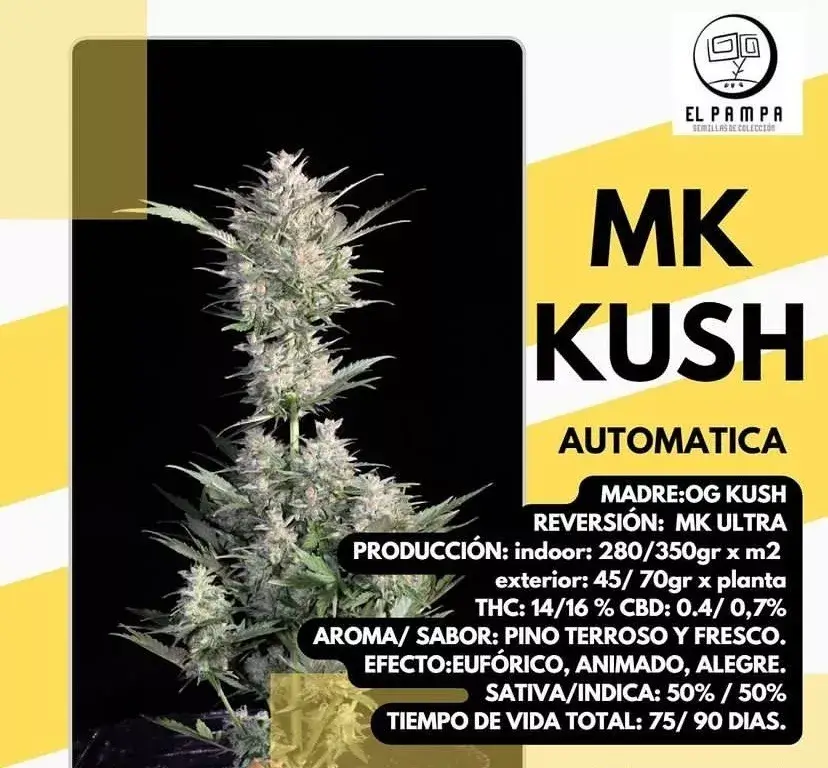 EL PAMPA
SEMILLAS DE COLECCIÓN
MK
KUSH
AUTOMATICA
MADRE:OG KUSH
REVERSIÓN: MK ULTRA
PRODUCCIÓN: indoor: 280/350gr x m2
exterior: 45/ 70gr x planta
THC: 14/16 % CBD: 0.4/ 0,7%
AROMA/ SABOR: PINO TERROSO Y FRESCO.
EFECTO:EUFÓRICO, ANIMADO, ALEGRE.
SATIVA/INDICA: 50% / 50%
TIEMPO DE VIDA TOTAL: 75/ 90 DIAS.